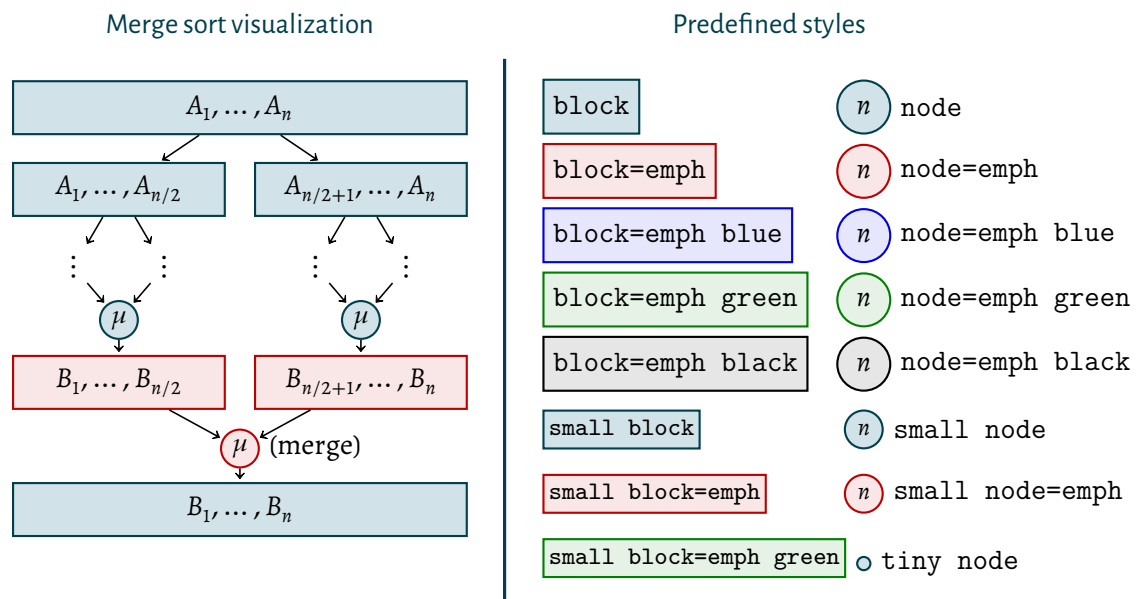 Merge sort visualization
A₁, … , Aₙ
A₁, … , Aₙ/₂
Aₙ/₂₊₁, … , Aₙ
⋮ ⋮ ⋮ ⋮
μ μ
B₁, … , Bₙ/₂
Bₙ/₂₊₁, … , Bₙ
μ (merge)
B₁, … , Bₙ
Predefined styles
block
n node
block=emph
n node=emph
block=emph blue
n node=emph blue
block=emph green
n node=emph green
block=emph black
n node=emph black
small block
n small node
small block=emph
n small node=emph
small block=emph green
tiny node